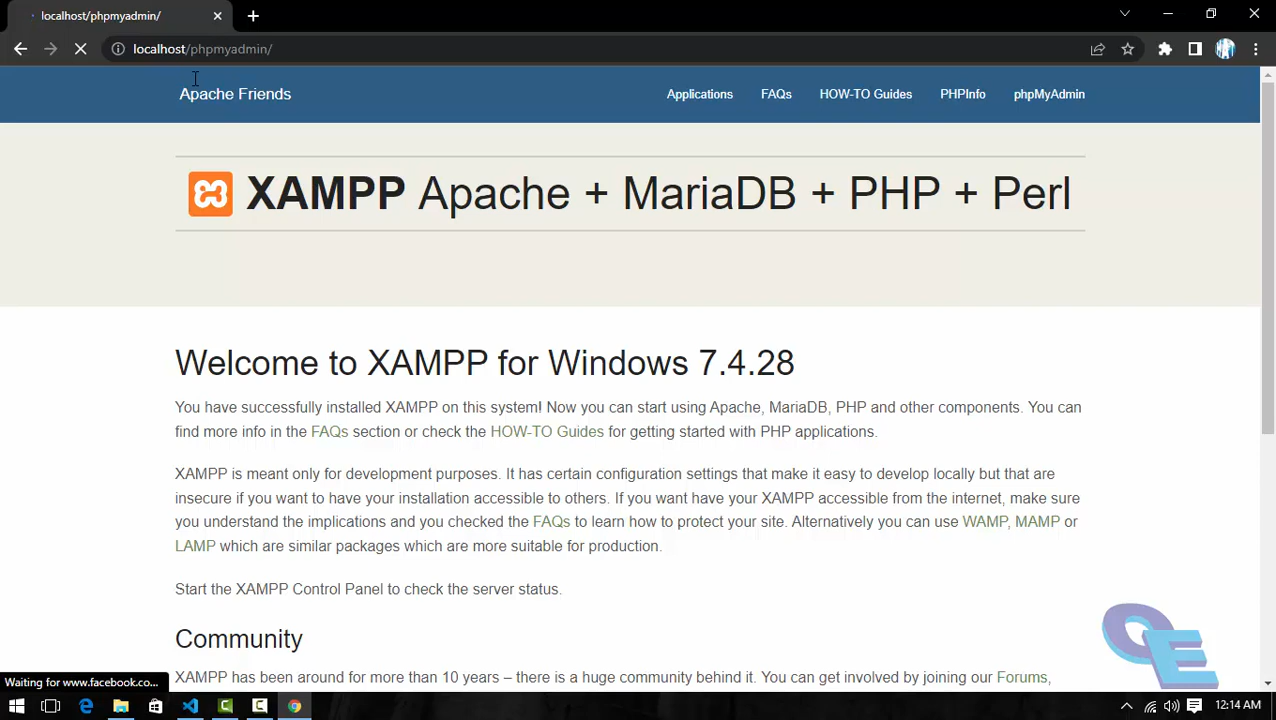 localhost/phpmyadmin/
localhost/phpmyadmin/
Apache Friends
Applications FAQs HOW-TO Guides PHPInfo phpMyAdmin
XAMPP Apache + MariaDB + PHP + Perl
Welcome to XAMPP for Windows 7.4.28
You have successfully installed XAMPP on this system! Now you can start using Apache, MariaDB, PHP and other components. You can
find more info in the FAQs section or check the HOW-TO Guides for getting started with PHP applications.
XAMPP is meant only for development purposes. It has certain configuration settings that make it easy to develop locally but that are
insecure if you want to have your installation accessible to others. If you want have your XAMPP accessible from the internet, make sure
you understand the implications and you checked the FAQs to learn how to protect your site. Alternatively you can use WAMP, MAMP or
LAMP which are similar packages which are more suitable for production.
Start the XAMPP Control Panel to check the server status.
Community
XAMPP has been around for more than 10 years – there is a huge community behind it. You can get involved by joining our Forums,
Waiting for www.facebook.co...
OE
12:14 AM